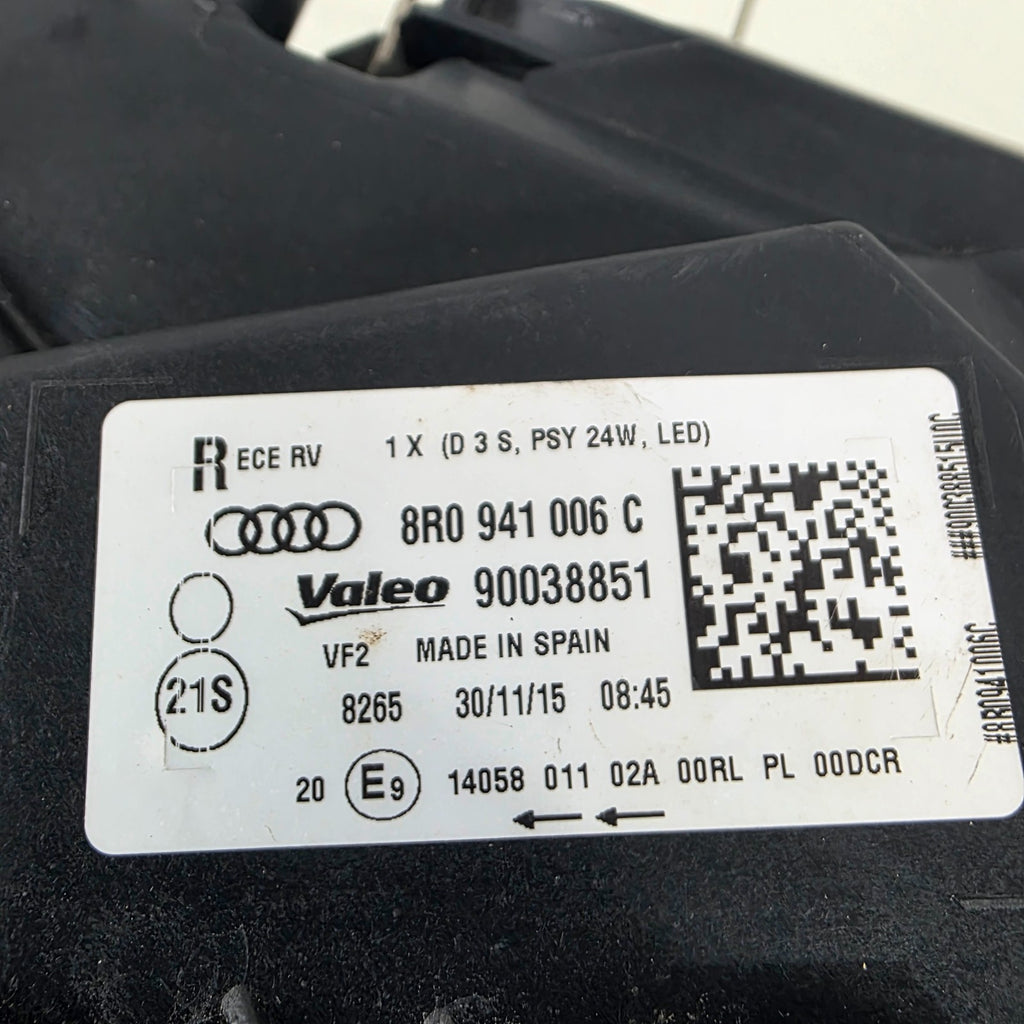 R ECE RV 1 X (D 3 S, PSY 24W, LED)
8R0 941 006 C
Valeo 90038851
VF2 MADE IN SPAIN
21S
8265 30/11/15 08:45
20 E9 14058 011 02A 00RL PL 00DCR
#8R0941006C